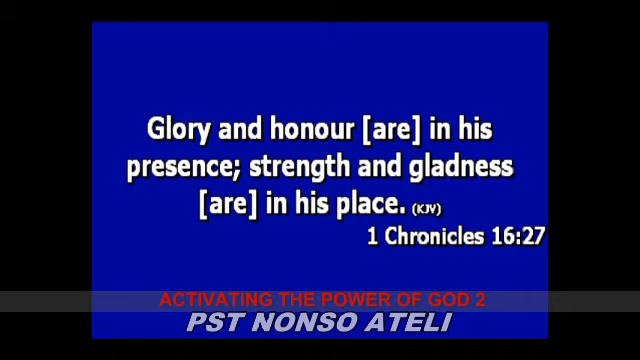 Glory and honour [are] in his
presence; strength and gladness
[are] in his place. (KJV)
1 Chronicles 16:27
ACTIVATING THE POWER OF GOD 2
PST NONSO ATELI